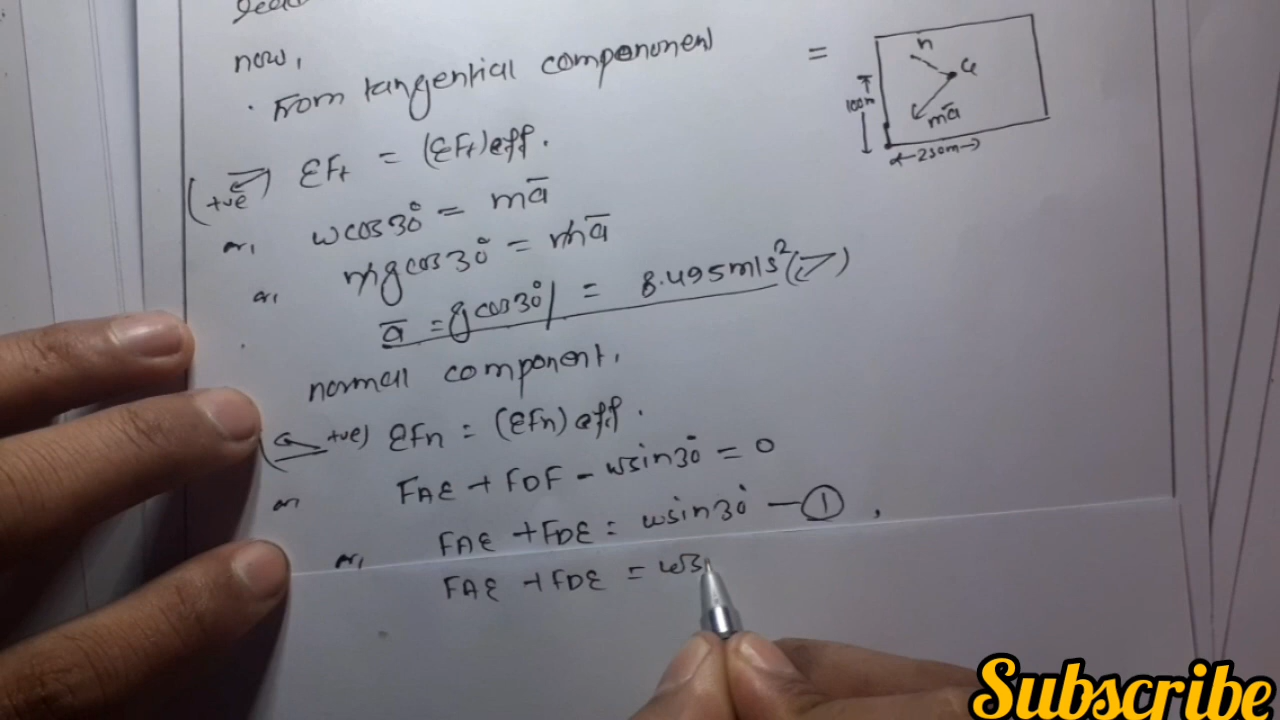 now,
From tangential componenet =
n
G
100m
mā
230m
(+ve ΣFt = (ΣFt)eff.
or, wcos30° = mā
or, mgcos30° = mā
ā = gcos30° = 8.495m/s² ( )
normal component,
( +ve) ΣFn = (ΣFn)eff.
or FAE + FDF - wsin30° = 0
or, FAE + FDE = wsin30° — ① ,
FAE + FDE =
Subscribe